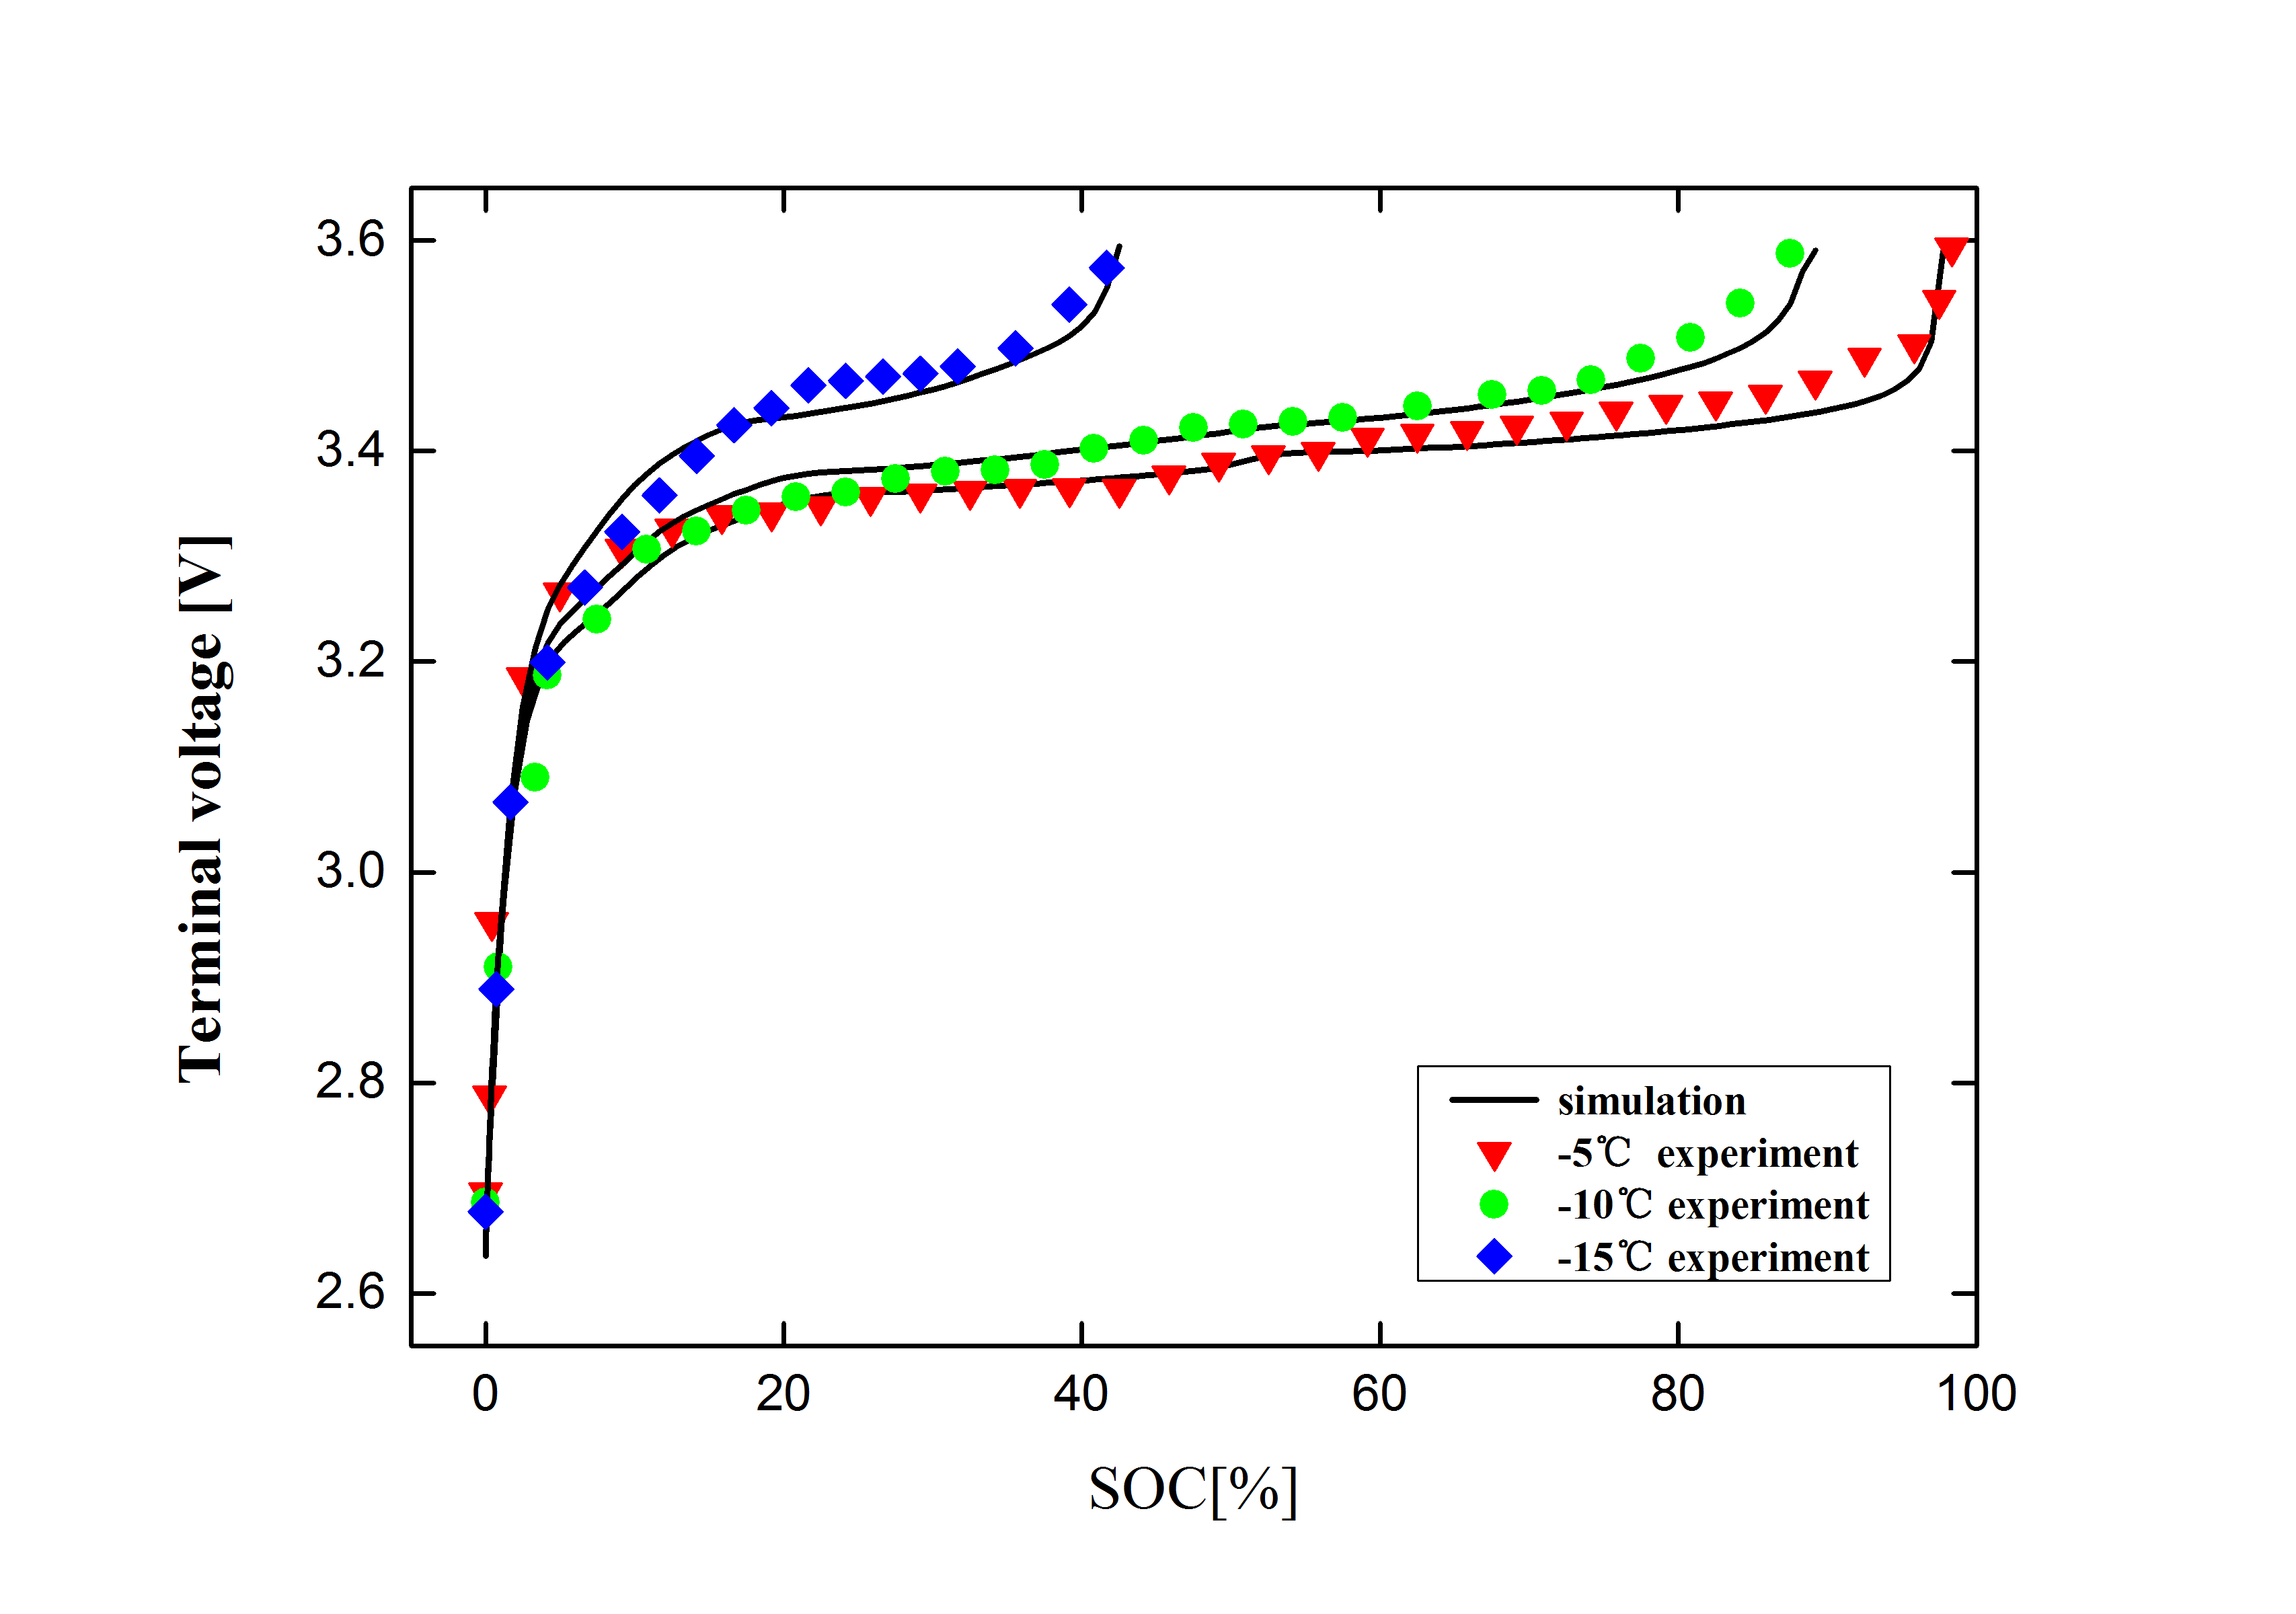 Terminal voltage [V]
3.6
3.4
3.2
3.0
2.8
2.6
0 20 40 60 80 100
SOC[%]
simulation
-5℃ experiment
-10℃ experiment
-15℃ experiment